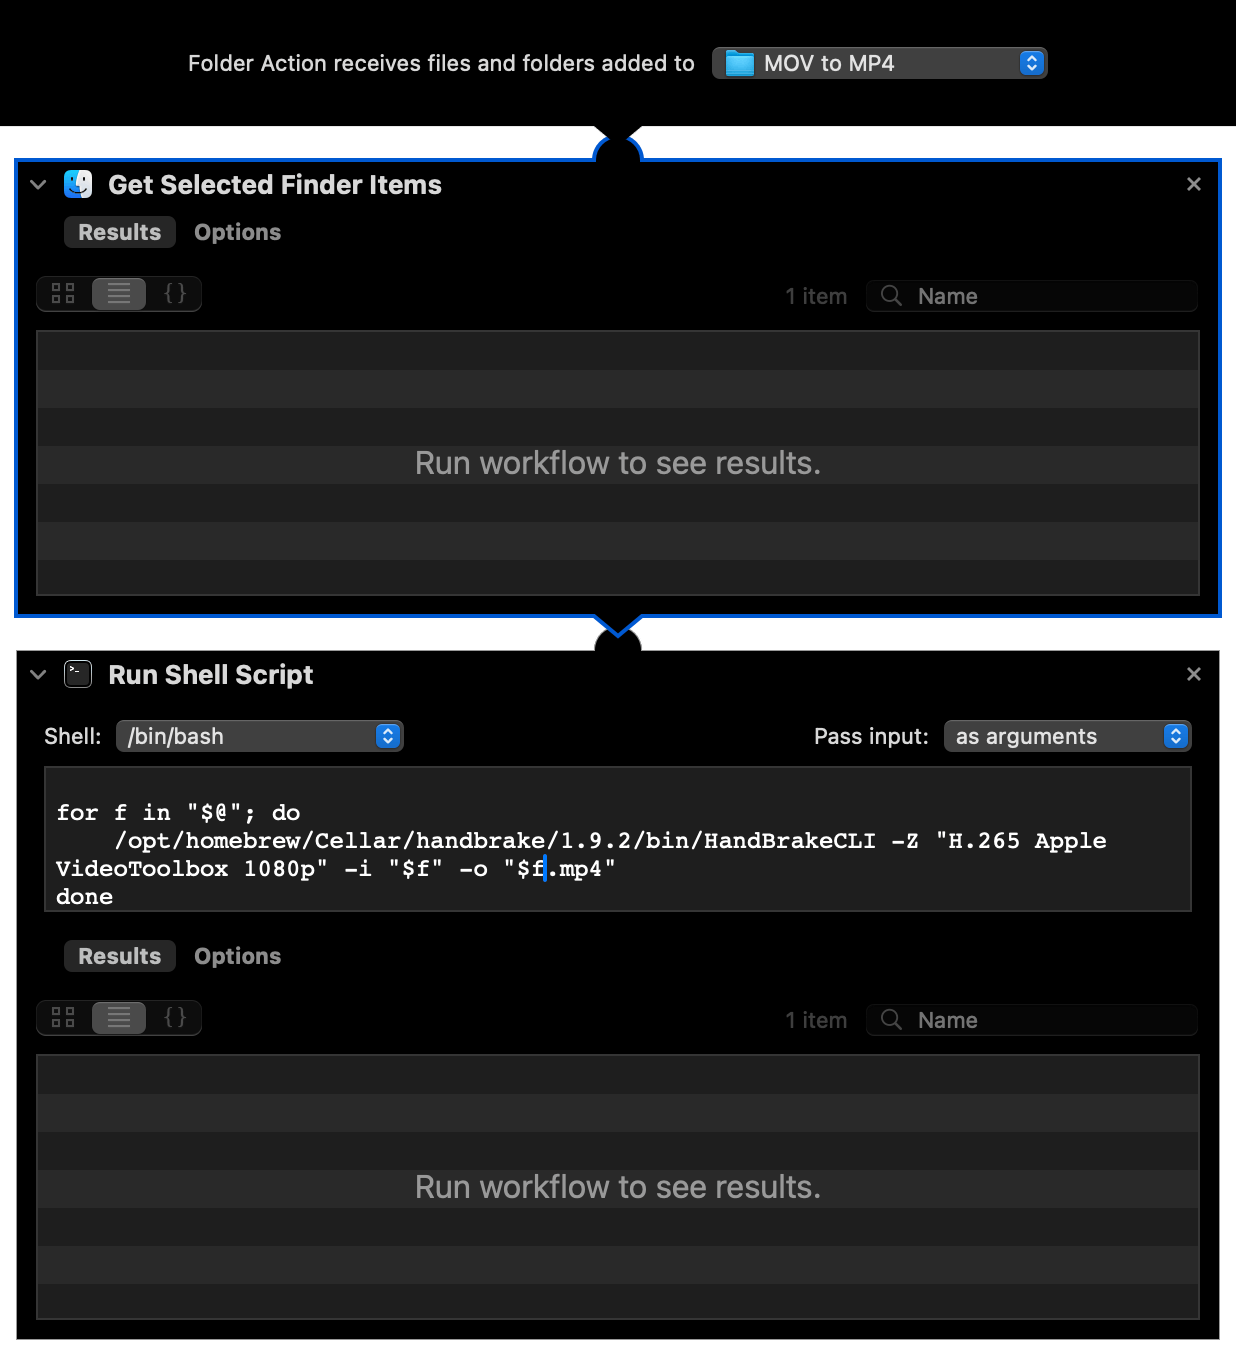 Folder Action receives files and folders added to MOV to MP4
Get Selected Finder Items
Results Options
{ } 1 item Name
Run workflow to see results.
Run Shell Script
Shell: /bin/bash Pass input: as arguments
for f in "$@"; do
/opt/homebrew/Cellar/handbrake/1.9.2/bin/HandBrakeCLI -Z "H.265 Apple
VideoToolbox 1080p" -i "$f" -o "$f.mp4"
done
Results Options
{ } 1 item Name
Run workflow to see results.